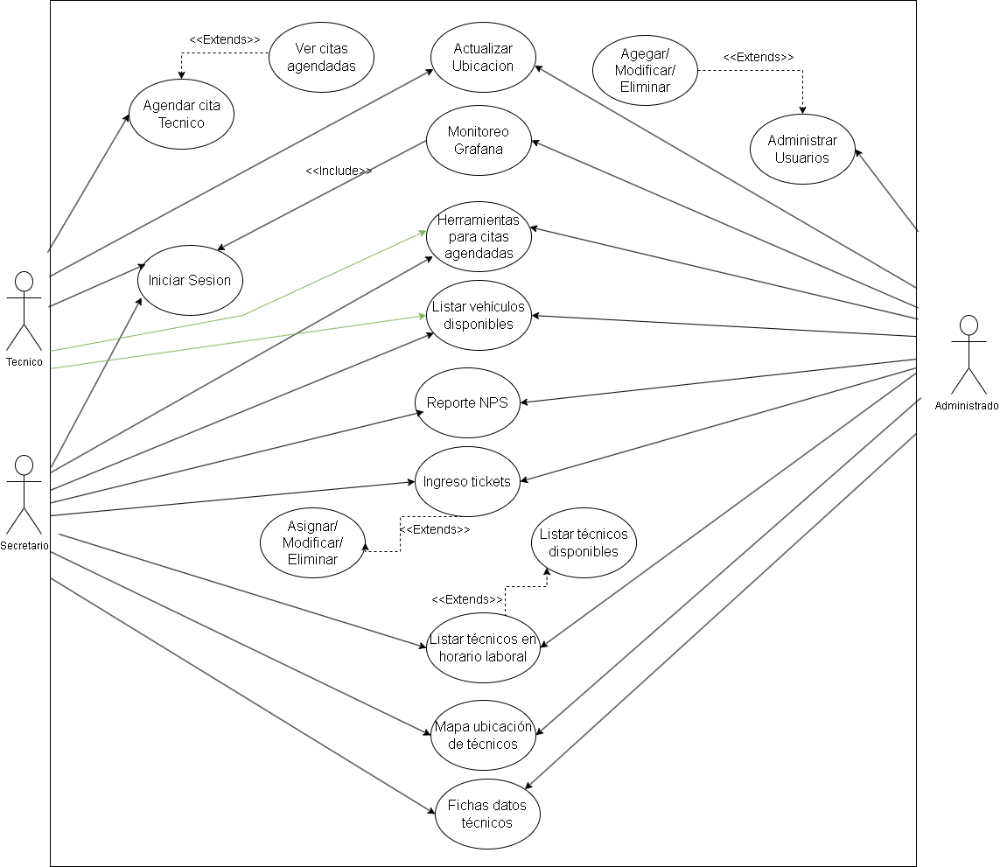 <<Extends>>
Ver citas
agendadas
Actualizar
Ubicacion
Agegar/
Modificar/
Eliminar
<<Extends>>
Agendar cita
Tecnico
Monitoreo
Grafana
Administrar
Usuarios
<<Include>>
Herramientas
para citas
agendadas
Iniciar Sesion
Listar vehículos
disponibles
Tecnico
Reporte NPS
Administrado
Ingreso tickets
Secretario
Asignar/
Modificar/
Eliminar
<<Extends>>
Listar técnicos
disponibles
<<Extends>>
Listar técnicos en
horario laboral
Mapa ubicación
de técnicos
Fichas datos
técnicos